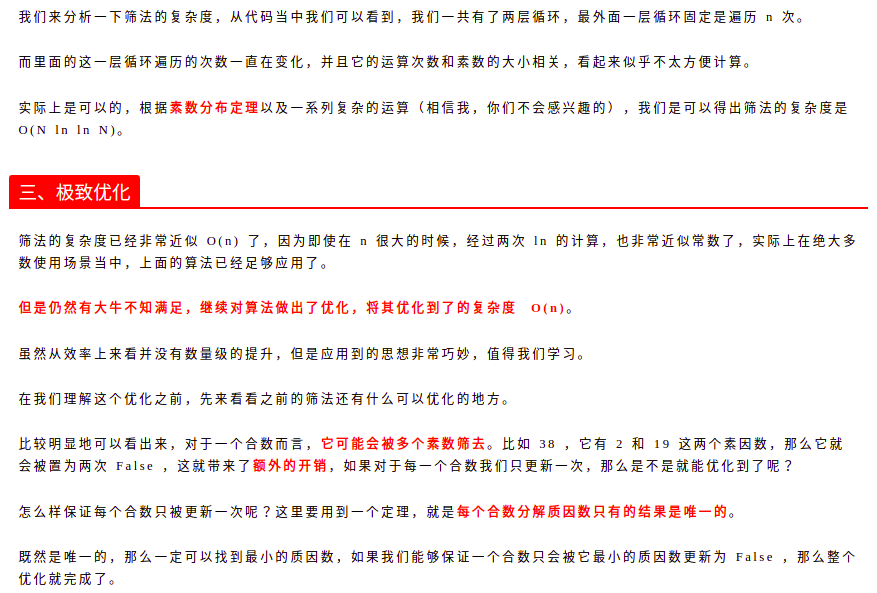 我们来分析一下筛法的复杂度，从代码当中我们可以看到，我们一共有了两层循环，最外面一层循环固定是遍历 n 次。
而里面的这一层循环遍历的次数一直在变化，并且它的运算次数和素数的大小相关，看起来似乎不太方便计算。
实际上是可以的，根据素数分布定理以及一系列复杂的运算（相信我，你们不会感兴趣的），我们是可以得出筛法的复杂度是
O(N ln ln N)。
三、极致优化
筛法的复杂度已经非常近似 O(n) 了，因为即使在 n 很大的时候，经过两次 ln 的计算，也非常近似常数了，实际上在绝大多
数使用场景当中，上面的算法已经足够应用了。
但是仍然有大牛不知满足，继续对算法做出了优化，将其优化到了的复杂度 O(n)。
虽然从效率上来看并没有数量级的提升，但是应用到的思想非常巧妙，值得我们学习。
在我们理解这个优化之前，先来看看之前的筛法还有什么可以优化的地方。
比较明显地可以看出来，对于一个合数而言，它可能会被多个素数筛去。比如 38 ，它有 2 和 19 这两个素因数，那么它就
会被置为两次 False ，这就带来了额外的开销，如果对于每一个合数我们只更新一次，那么是不是就能优化到了呢？
怎么样保证每个合数只被更新一次呢？这里要用到一个定理，就是每个合数分解质因数只有的结果是唯一的。
既然是唯一的，那么一定可以找到最小的质因数，如果我们能够保证一个合数只会被它最小的质因数更新为 False ，那么整个
优化就完成了。